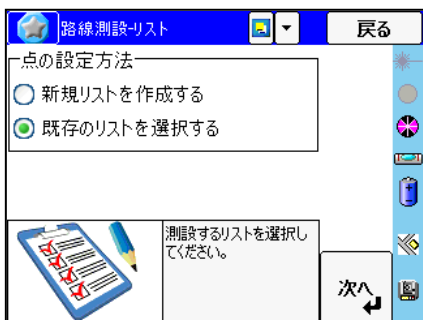 路線測設-リスト
戻る
点の設定方法
新規リストを作成する
既存のリストを選択する
測設するリストを選択し
てください。
次へ